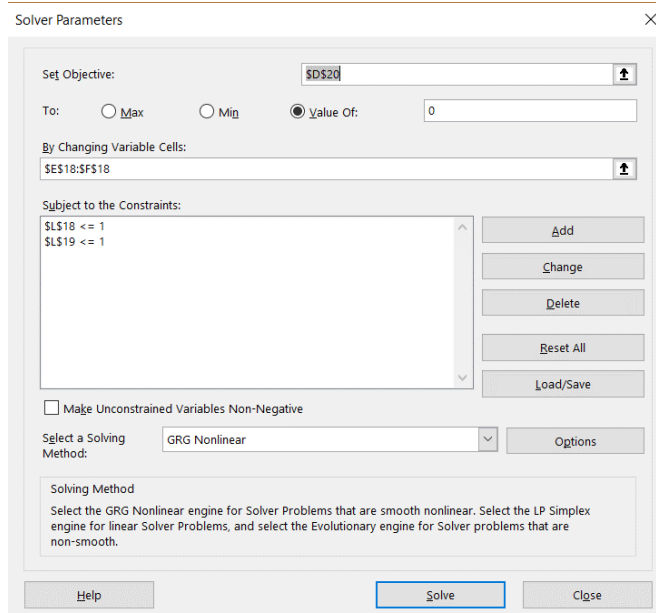 Solver Parameters
Set Objective:
$D$20
To:
Max
Min
Value Of:
0
By Changing Variable Cells:
$E$18:$F$18
Subject to the Constraints:
$L$18 <= 1
$L$19 <= 1
Add
Change
Delete
Reset All
Load/Save
Make Unconstrained Variables Non-Negative
Select a Solving
Method:
GRG Nonlinear
Options
Solving Method
Select the GRG Nonlinear engine for Solver Problems that are smooth nonlinear. Select the LP Simplex
engine for linear Solver Problems, and select the Evolutionary engine for Solver problems that are
non-smooth.
Help
Solve
Close